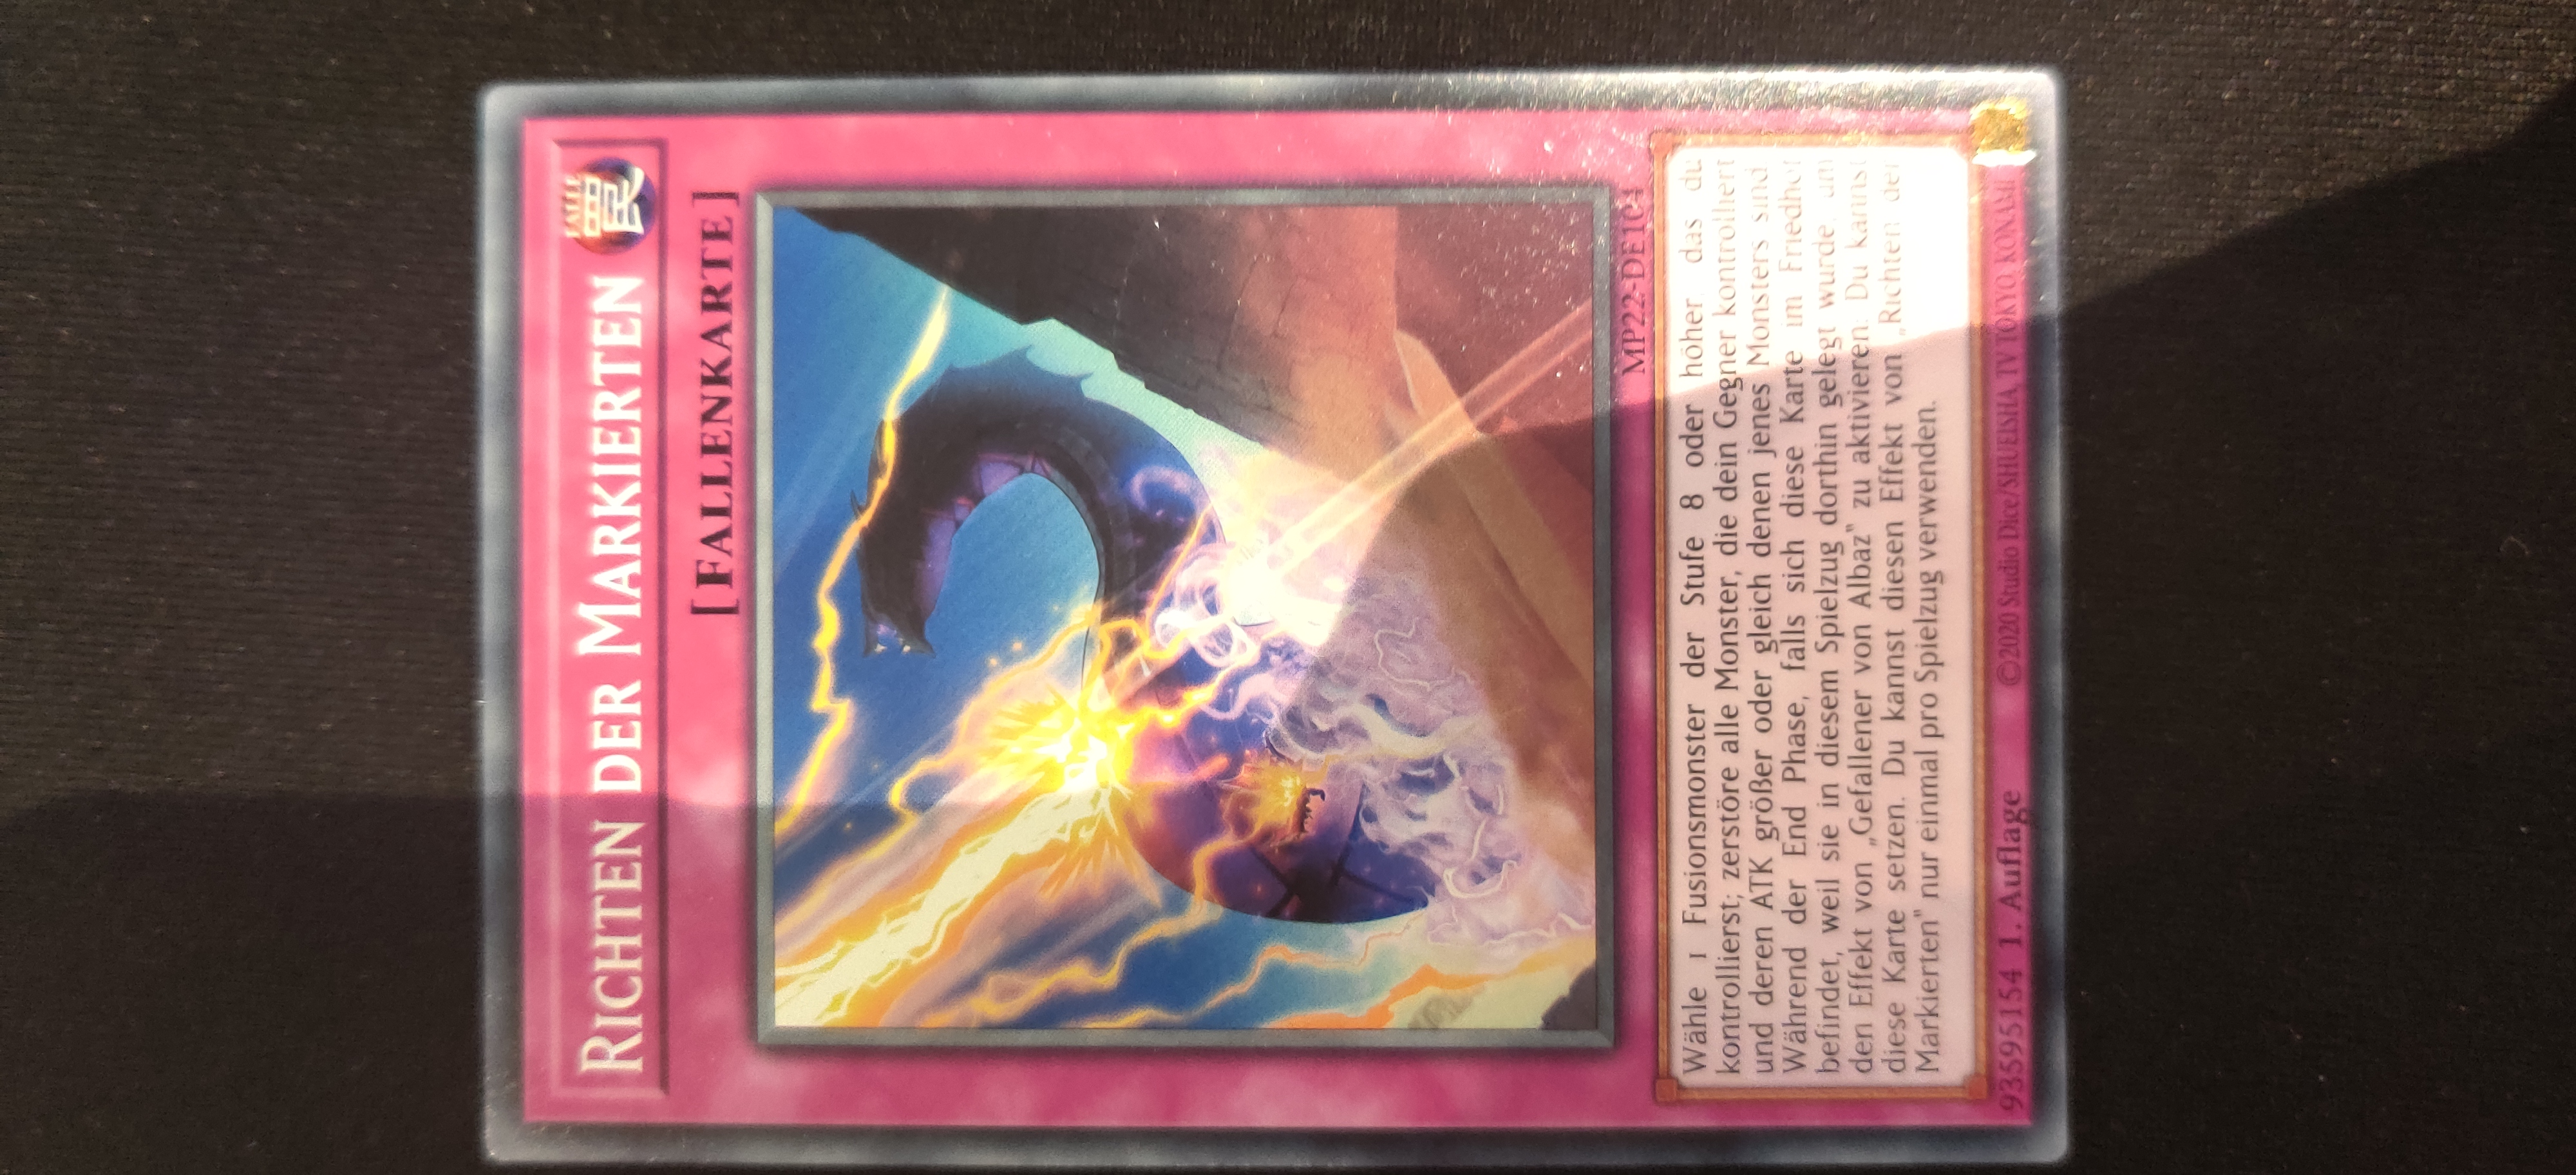 RICHTEN DER MARKIERTEN
FALLE
罠
[FALLENKARTE]
MP22-DE104
Wähle 1 Fusionsmonster der Stufe 8 oder höher, das du
kontrollierst; zerstöre alle Monster, die dein Gegner kontrolliert
und deren ATK größer oder gleich denen jenes Monsters sind.
Während der End Phase, falls sich diese Karte im Friedhof
befindet, weil sie in diesem Spielzug dorthin gelegt wurde, um
den Effekt von „Gefallener von Albaz" zu aktivieren: Du kannst
diese Karte setzen. Du kannst diesen Effekt von „Richten der
Markierten" nur einmal pro Spielzug verwenden.
93595154 1. Auflage
©2020 Studio Dice/SHUEISHA, TV TOKYO, KONAMI